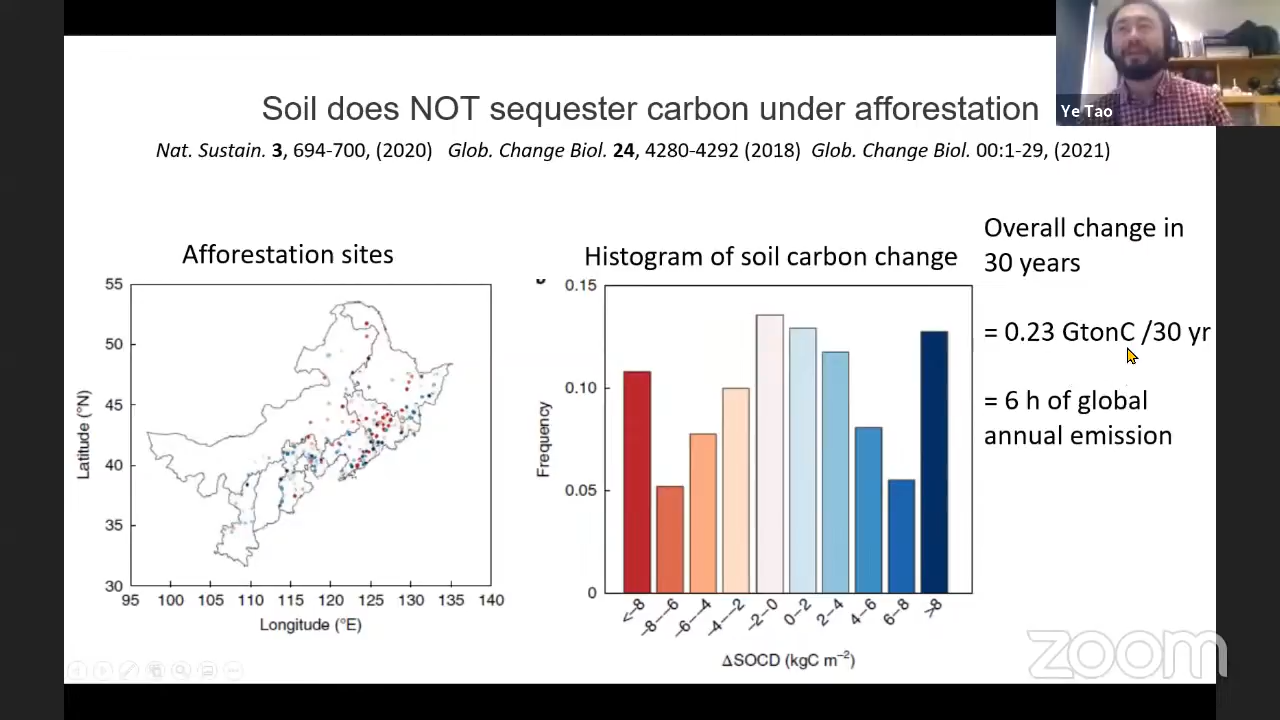 Soil does NOT sequester carbon under afforestation
Nat. Sustain. 3, 694-700, (2020) Glob. Change Biol. 24, 4280-4292 (2018) Glob. Change Biol. 00:1-29, (2021)
Ye Tao
Afforestation sites
55
50
45
40
35
30
Latitude (°N)
95 100 105 110 115 120 125 130 135 140
Longitude (°E)
Histogram of soil carbon change
0.15
0.10
0.05
0
Frequency
<–8
–8–-–6
–6–-–4
–4–-–2
–2–0
0–2
2–4
4–6
6–8
>8
ΔSOCD (kgC m–2)
Overall change in
30 years
= 0.23 GtonC /30 yr
= 6 h of global
annual emission
zoom